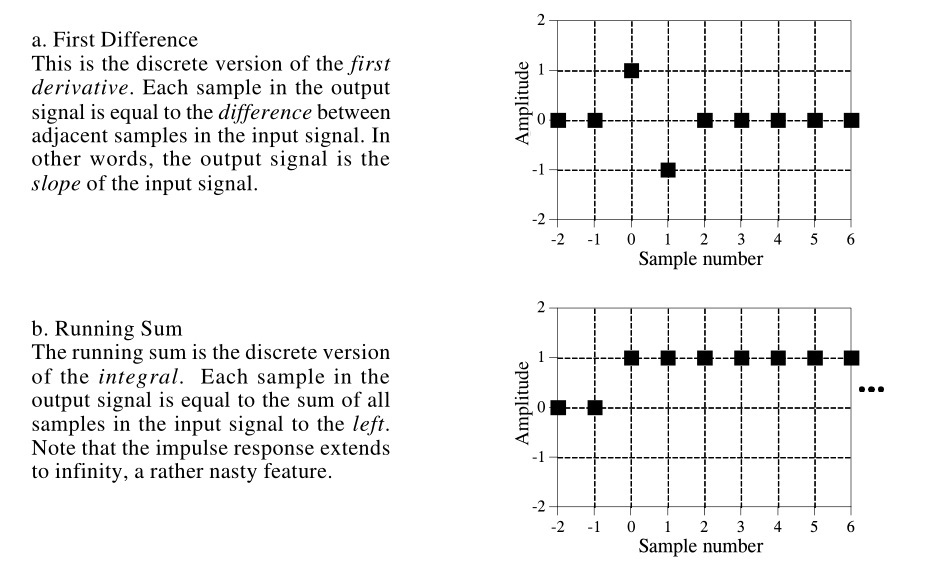 a. First Difference
This is the discrete version of the first
derivative. Each sample in the output
signal is equal to the difference between
adjacent samples in the input signal. In
other words, the output signal is the
slope of the input signal.
2
1
0
-1
-2
Amplitude
-2 -1 0 1 2 3 4 5 6
Sample number
b. Running Sum
The running sum is the discrete version
of the integral. Each sample in the
output signal is equal to the sum of all
samples in the input signal to the left.
Note that the impulse response extends
to infinity, a rather nasty feature.
2
1
0
-1
-2
Amplitude
...
-2 -1 0 1 2 3 4 5 6
Sample number